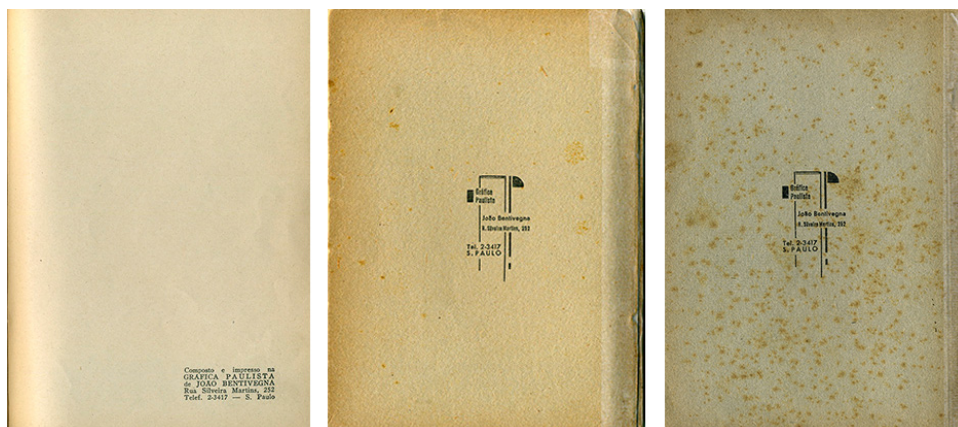 Composto e impresso na
GRÁFICA PAULISTA
de JOÃO BENTIVEGNA
Rua Silveira Martins, 252
Telef. 2-3417 — S. Paulo
Gráfica
Paulista
João Bentivegna
R. Silveira Martins, 252
Tel. 2-3417
S. PAULO
Gráfica
Paulista
João Bentivegna
R. Silveira Martins, 252
Tel. 2-3417
S. PAULO